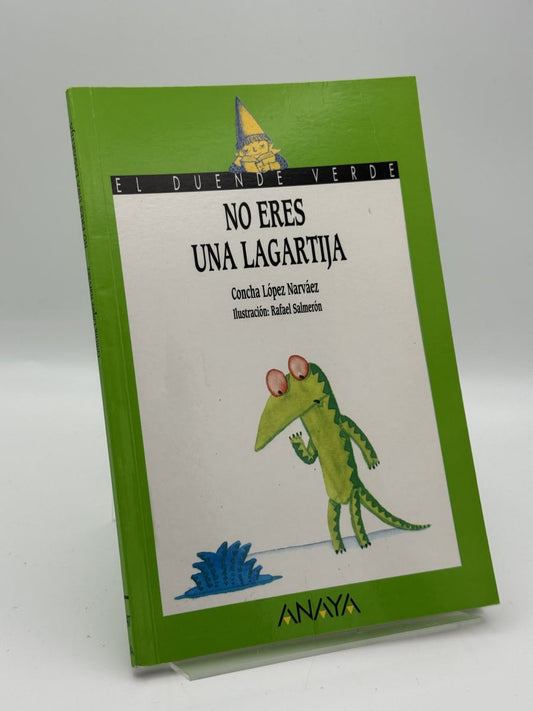 EL DUENDE VERDE
NO ERES
UNA LAGARTIJA
Concha López Narváez
Ilustración: Rafael Salmerón
ANAYA